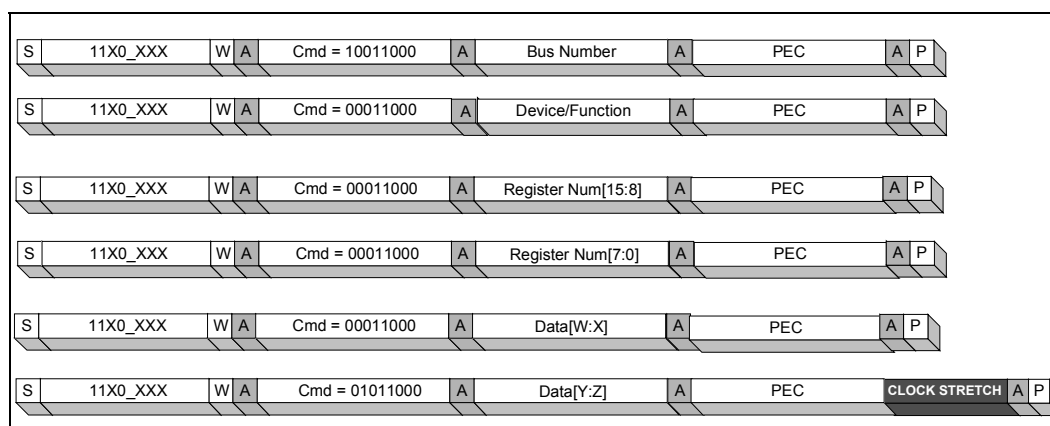 S 11X0_XXX W A Cmd = 10011000 A Bus Number A PEC A P
S 11X0_XXX W A Cmd = 00011000 A Device/Function A PEC A P
S 11X0_XXX W A Cmd = 00011000 A Register Num[15:8] A PEC A P
S 11X0_XXX W A Cmd = 00011000 A Register Num[7:0] A PEC A P
S 11X0_XXX W A Cmd = 00011000 A Data[W:X] A PEC A P
S 11X0_XXX W A Cmd = 01011000 A Data[Y:Z] A PEC CLOCK STRETCH A P